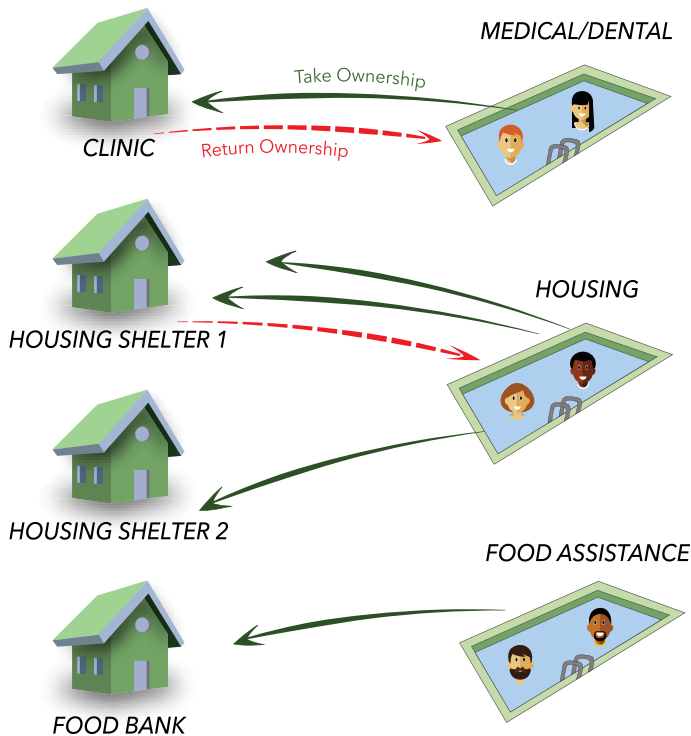 MEDICAL/DENTAL
Take Ownership
CLINIC
Return Ownership
HOUSING
HOUSING SHELTER 1
HOUSING SHELTER 2
FOOD ASSISTANCE
FOOD BANK